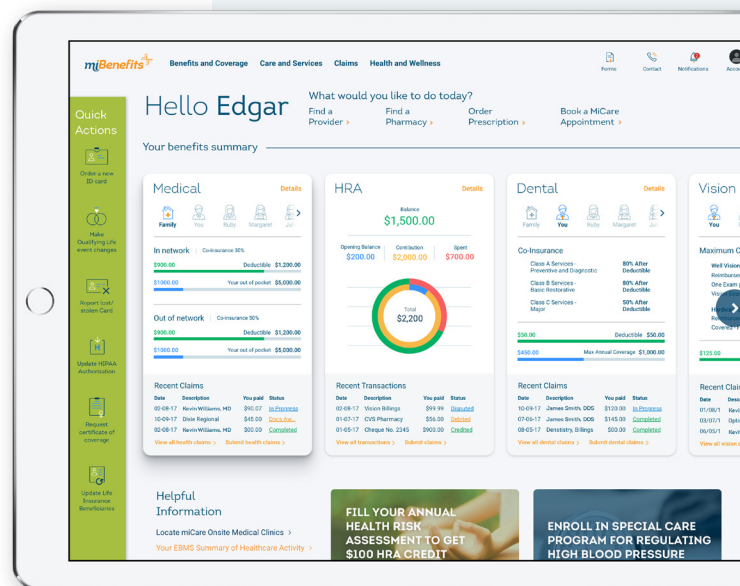 miBenefits
Benefits and Coverage Care and Services Claims Health and Wellness
Forms Contact Notifications
Quick
Actions
Order a new
ID card
Make
Qualifying Life
event changes
Report lost/
stolen Card
Update HIPAA
Authorization
Request
certificate of
coverage
Update Life
Insurance
Beneficiaries
Hello Edgar
What would you like to do today?
Find a
Provider >
Find a
Pharmacy >
Order
Prescription >
Book a MiCare
Appointment >
Your benefits summary
Medical Details
Family You Ruby Margaret
In network | Co-insurance 30%
$900.00 Deductible $1,200.00
$1000.00 Your out of pocket $5,000.00
Out of network | Co-insurance 50%
$900.00 Deductible $1,200.00
$1000.00 Your out of pocket $5,000.00
Recent Claims
Date Description You paid Status
02-08-17 Kevin Williams, MD $90.07 In Progress
10-09-17 Dixie Regional $45.00
02-08-17 Kevin Williams, MD $00.00 Completed
View all health claims > Submit health claims >
HRA Details
Balance
$1,500.00
Opening Balance Contribution Spent
$200.00 $2,000.00 $700.00
Total
$2,200
Recent Transactions
Date Description You paid Status
02-08-17 Vision Billings $99.99 Disputed
01-07-17 CVS Pharmacy $56.00 Debited
01-05-17 Cheque No. 2345 $900.00 Credited
View all transactions > Submit claims >
Dental Details
Family You Ruby Margaret
Co-Insurance
Class A Services -
Preventive and Diagnostic
80% After
Deductible
Class B Services -
Basic Restorative
80% After
Deductible
Class C Services -
Major
50% After
Deductible
$50.00 Deductible $50.00
$450.00 Max Annual Coverage $1,000.00
Recent Claims
Date Description You paid Status
10-09-17 James Smith, DDS $120.00 In Progress
07-06-17 James Smith, DDS $145.00 Completed
08-05-17 Denstistry, Billings $00.00 Completed
View all dental claims > Submit dental claims >
Vision
You
Maximum
Well Vision
One Exam
$125.00
Recent
Date
View all vision
Helpful
Information
Locate miCare Onsite Medical Clinics >
Your EBMS Summary of Healthcare Activity >
FILL YOUR ANNUAL
HEALTH RISK
ASSESSMENT TO GET
$100 HRA CREDIT
ENROLL IN SPECIAL CARE
PROGRAM FOR REGULATING
HIGH BLOOD PRESSURE